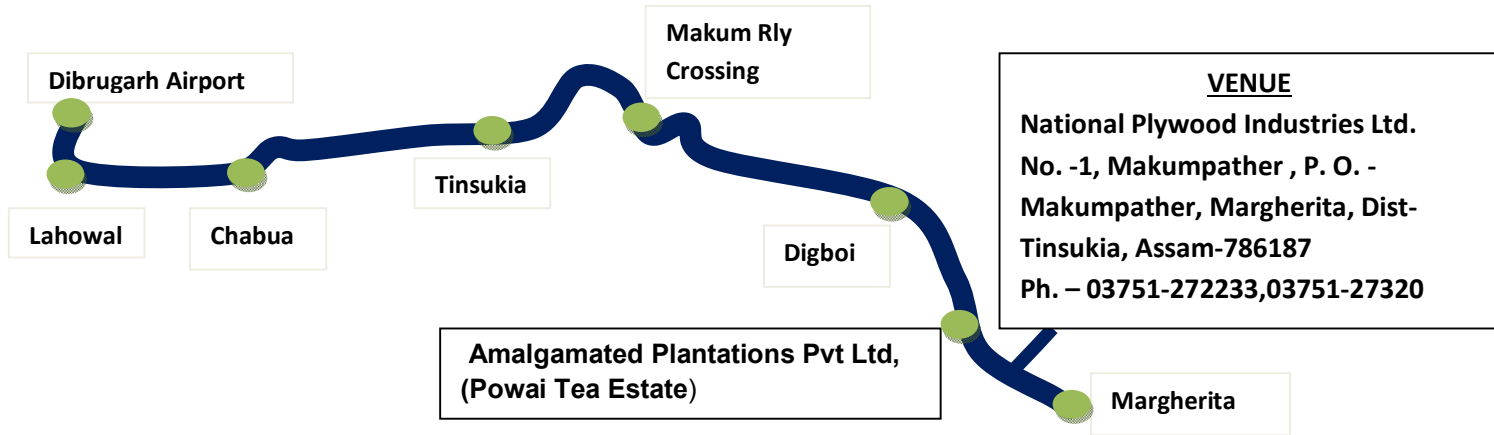 Dibrugarh Airport
Makum Rly
Crossing
Lahowal
Chabua
Tinsukia
Digboi
Amalgamated Plantations Pvt Ltd,
(Powai Tea Estate)
Margherita
VENUE
National Plywood Industries Ltd.
No. -1, Makumpather , P. O. -
Makumpather, Margherita, Dist-
Tinsukia, Assam-786187
Ph. – 03751-272233,03751-27320